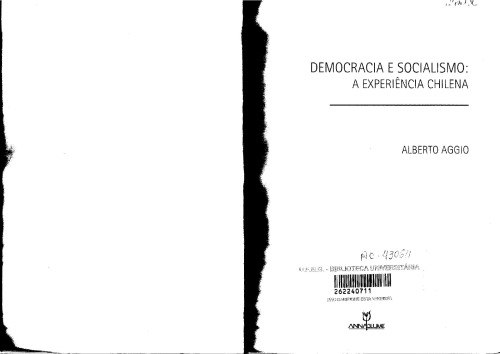 DEMOCRACIA E SOCIALISMO:
A EXPERIÊNCIA CHILENA
ALBERTO AGGIO
BIBLIOTECA UNIVERSITÁRIA
262240711
ANNABLUME